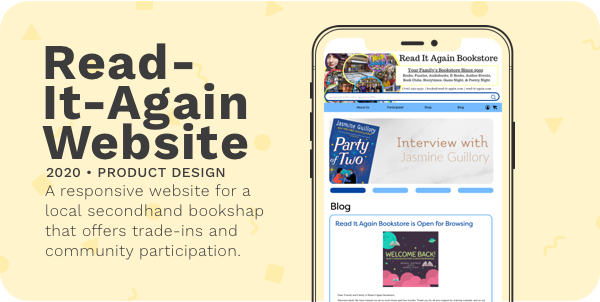 Read-
It-Again
Website
2020 • PRODUCT DESIGN
A responsive website for a
local secondhand bookshap
that offers trade-ins and
community participation.
Read It Again Bookstore
Your Family's Bookstore Since 1992
Books, Puzzles, Audiobooks, E-Books, Author Events,
Book Clubs, Storytimes, Game Night, & Poetry Night
About Us Participate! Shop Blog
JASMINE GUILLORY
Party
of Two
Interview with
Jasmine Guillory
Blog
Read It Again Bookstore is Open for Browsing
WELCOME BACK!